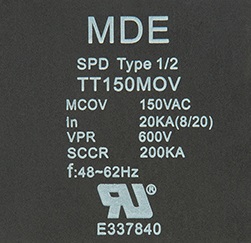 MDE
SPD Type 1/2
TT150MOV
MCOV 150VAC
In 20KA(8/20)
VPR 600V
SCCR 200KA
f:48~62Hz
RU
E337840